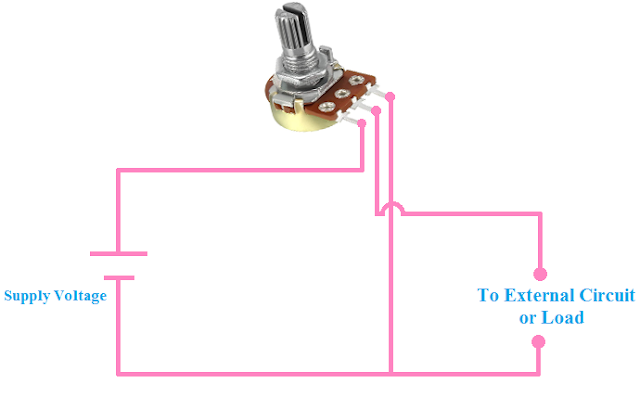 Supply Voltage
To External Circuit
or Load